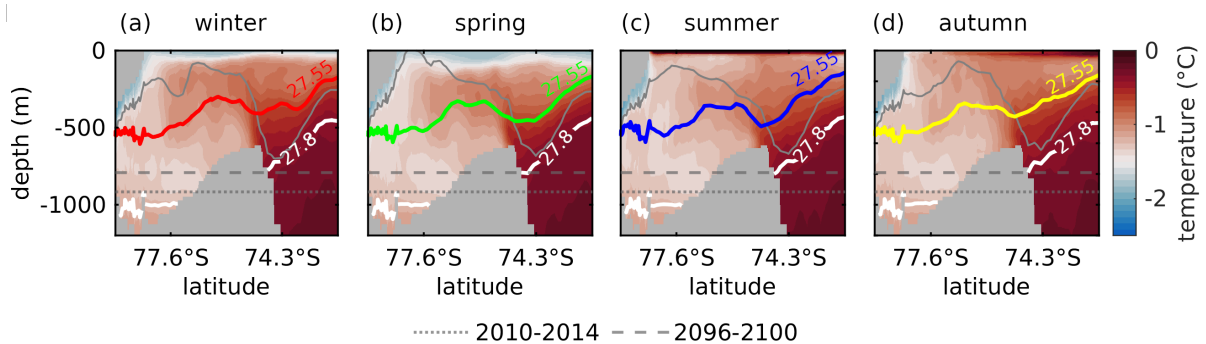 (a) winter
(b) spring
(c) summer
(d) autumn
depth (m)
0
-500
-1000
27.55
27.8
27.55
27.8
27.55
27.8
27.55
27.8
0
-1
-2
temperature (°C)
77.6°S 74.3°S
77.6°S 74.3°S
77.6°S 74.3°S
77.6°S 74.3°S
latitude
latitude
latitude
latitude
2010-2014
2096-2100